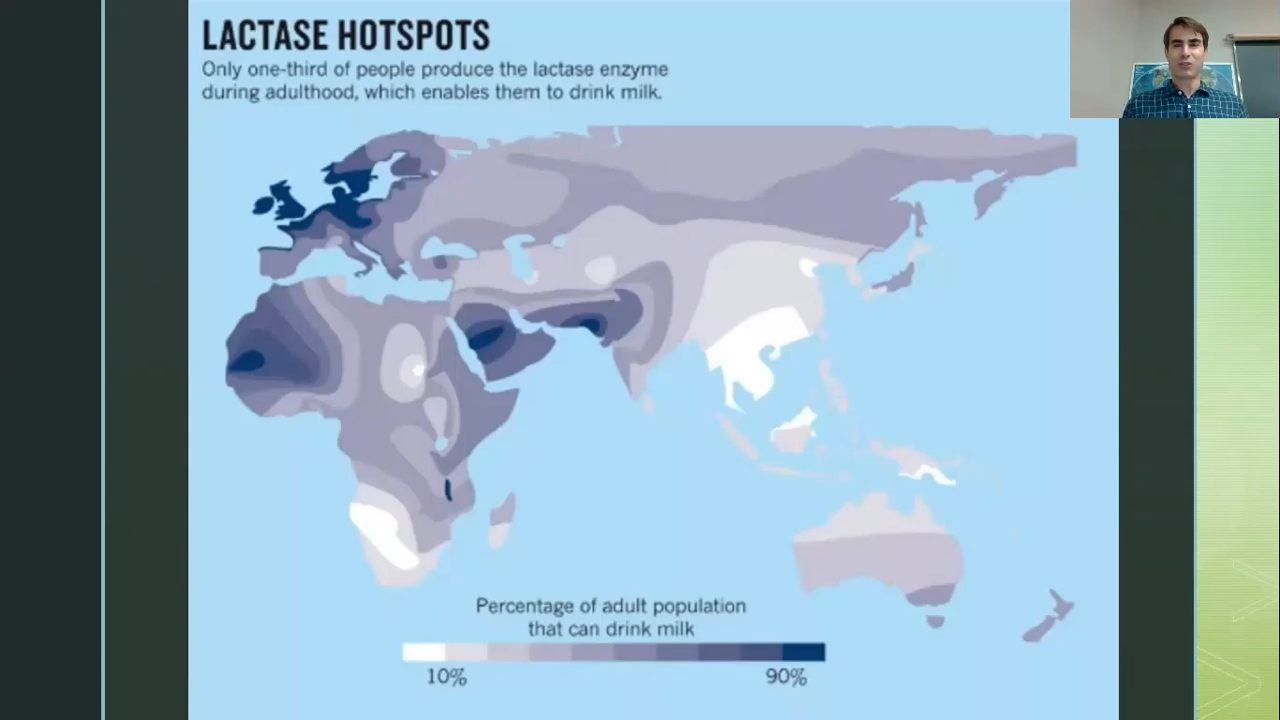 LACTASE HOTSPOTS
Only one-third of people produce the lactase enzyme
during adulthood, which enables them to drink milk.
Percentage of adult population
that can drink milk
10%
90%